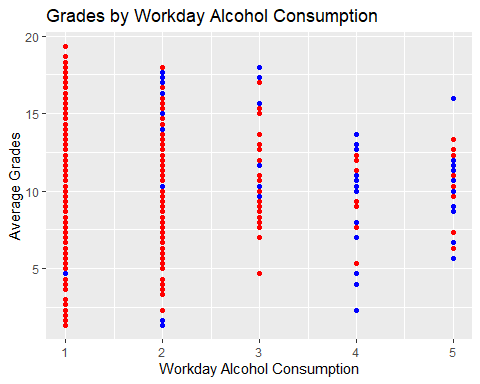 Grades by Workday Alcohol Consumption
20
15
10
5
Average Grades
1 2 3 4 5
Workday Alcohol Consumption